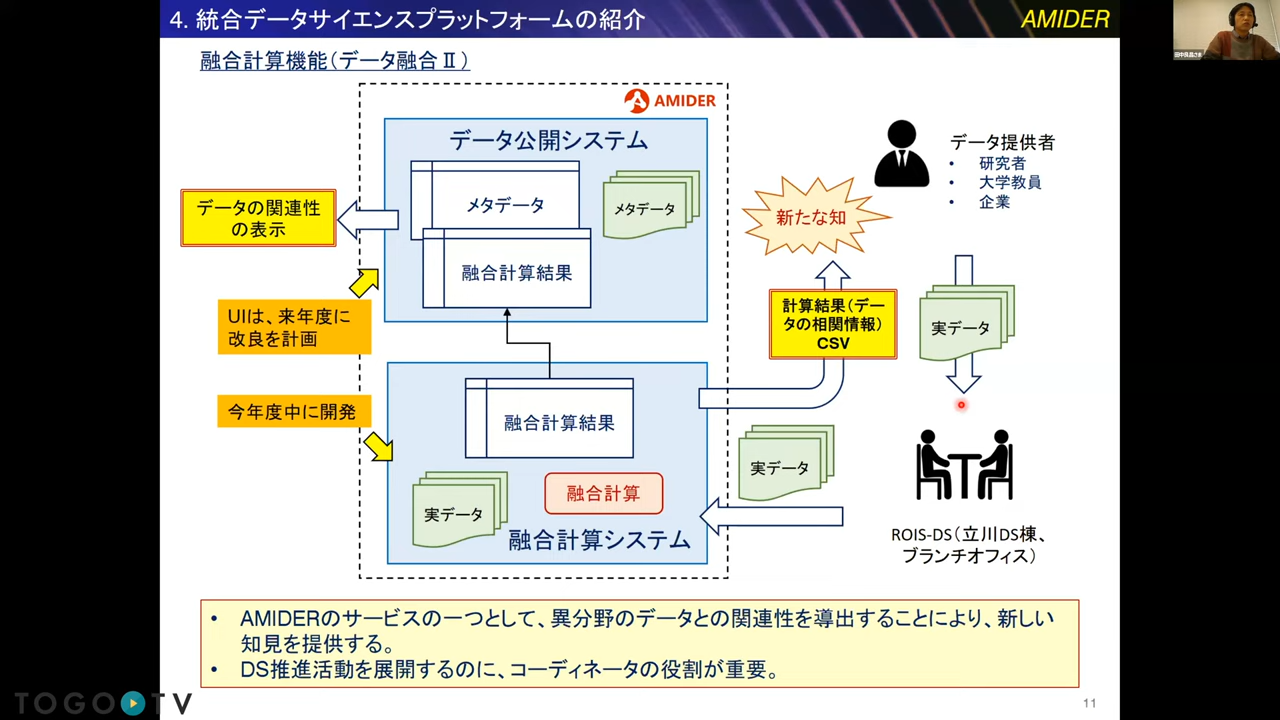 4. 統合データサイエンスプラットフォームの紹介
AMIDER
融合計算機能(データ融合Ⅱ)
AMIDER
データ公開システム
メタデータ
メタデータ
融合計算結果
データの関連性
の表示
UIは、来年度に
改良を計画
今年度中に開発
融合計算結果
実データ
融合計算
融合計算システム
データ提供者
• 研究者
• 大学教員
• 企業
新たな知
計算結果(デー
タの相関情報)
CSV
実データ
実データ
ROIS-DS(立川DS棟、
ブランチオフィス)
• AMIDERのサービスの一つとして、異分野のデータとの関連性を導出することにより、新しい
知見を提供する。
• DS推進活動を展開するのに、コーディネータの役割が重要。
TOGO TV
11